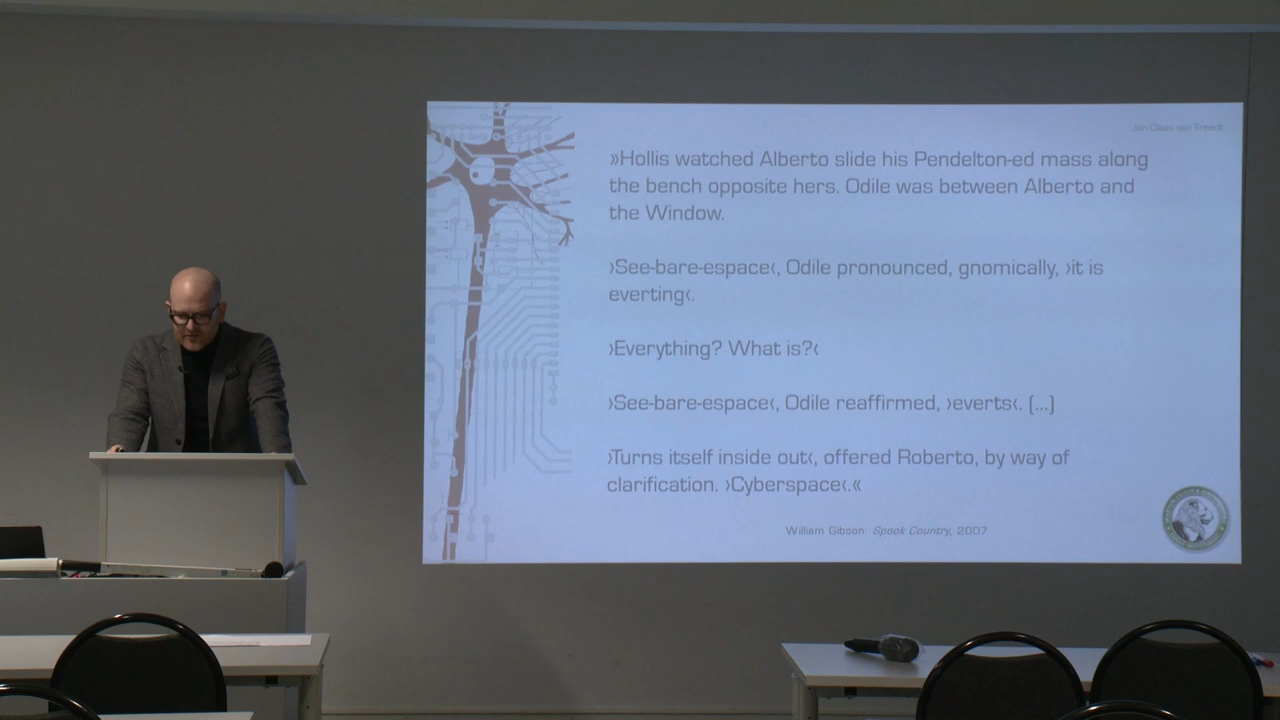 Jan Claas van Treeck
»Hollis watched Alberto slide his Pendelton-ed mass along
the bench opposite hers. Odile was between Alberto and
the Window.
›See-bare-espace‹, Odile pronounced, gnomically, ›it is
everting‹.
›Everything? What is?‹
›See-bare-espace‹, Odile reaffirmed, ›everts‹. (...)
›Turns itself inside out‹, offered Roberto, by way of
clarification. ›Cyberspace‹.«
William Gibson: Spook Country, 2007